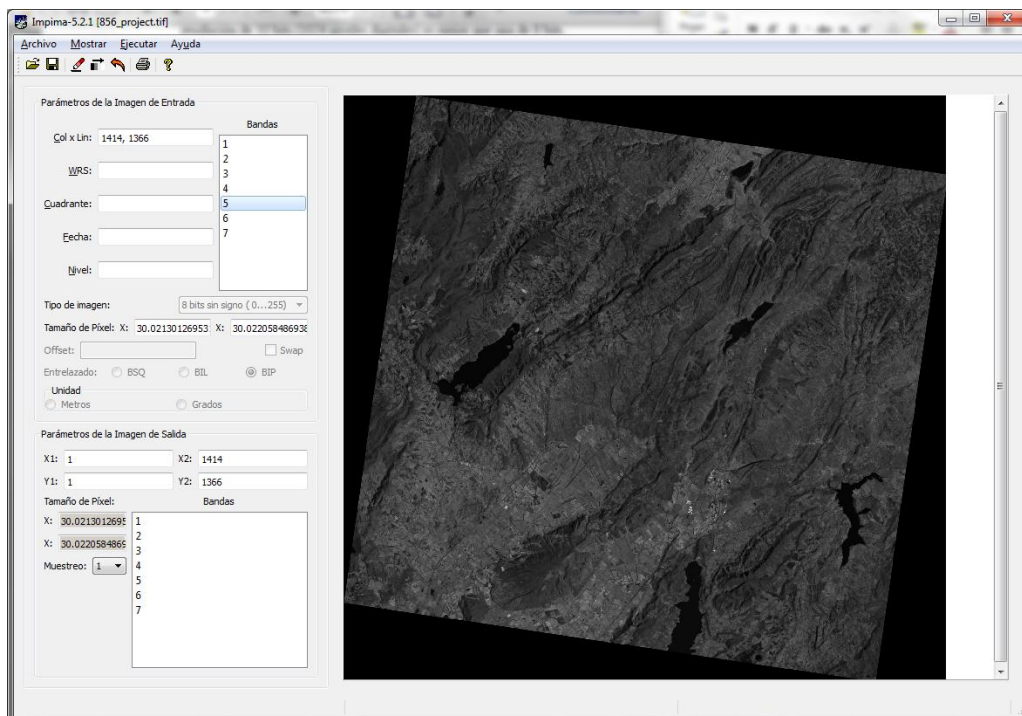 Impima-5.2.1 [856_project.tif]
Archivo Mostrar Ejecutar Ayuda
Parámetros de la Imagen de Entrada
Bandas
Col x Lin: 1414, 1366
WRS:
Cuadrante:
Fecha:
Nivel:
1
2
3
4
5
6
7
Tipo de imagen: 8 bits sin signo ( 0...255)
Tamaño de Píxel: X: 30.02130126953 X: 30.02205848693
Offset: Swap
Entrelazado: BSQ BIL BIP
Unidad
Metros Grados
Parámetros de la Imagen de Salida
X1: 1 X2: 1414
Y1: 1 Y2: 1366
Tamaño de Píxel: Bandas
X: 30.0213012695
X: 30.0220584869
Muestreo: 1
1
2
3
4
5
6
7